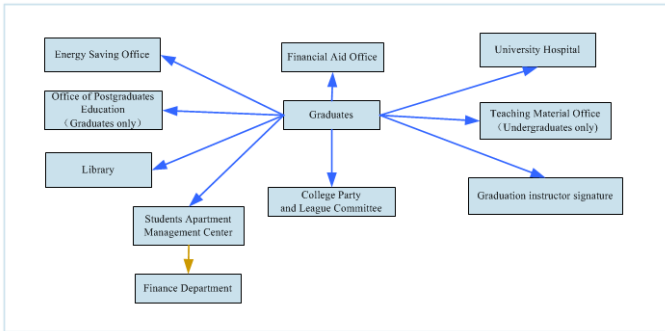 Energy Saving Office
Financial Aid Office
University Hospital
Office of Postgraduates
Education
（Graduates only）
Graduates
Teaching Material Office
（Undergraduates only)
Library
College Party
and League Committee
Graduation instructor signature
Students Apartment
Management Center
Finance Department